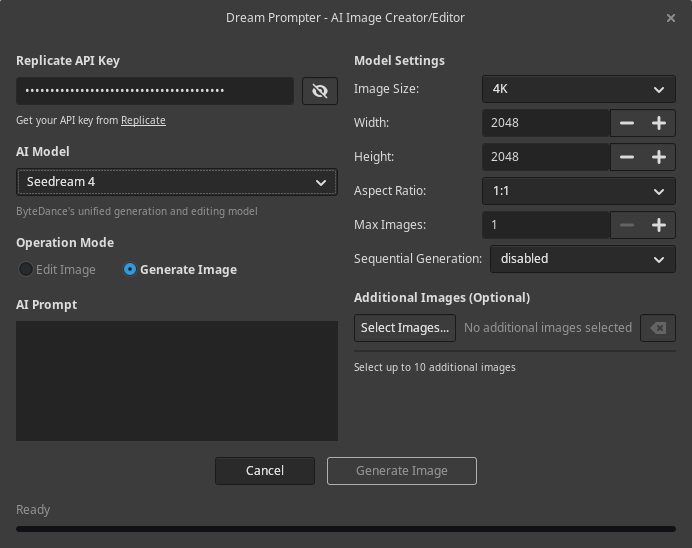 Dream Prompter - AI Image Creator/Editor
Replicate API Key
••••••••••••••••••••••••••••••••••••••••
Get your API key from Replicate
AI Model
Seedream 4
ByteDance's unified generation and editing model
Operation Mode
Edit Image
Generate Image
AI Prompt
Model Settings
Image Size:
4K
Width:
2048
Height:
2048
Aspect Ratio:
1:1
Max Images:
1
Sequential Generation:
disabled
Additional Images (Optional)
Select Images...
No additional images selected
Select up to 10 additional images
Cancel
Generate Image
Ready